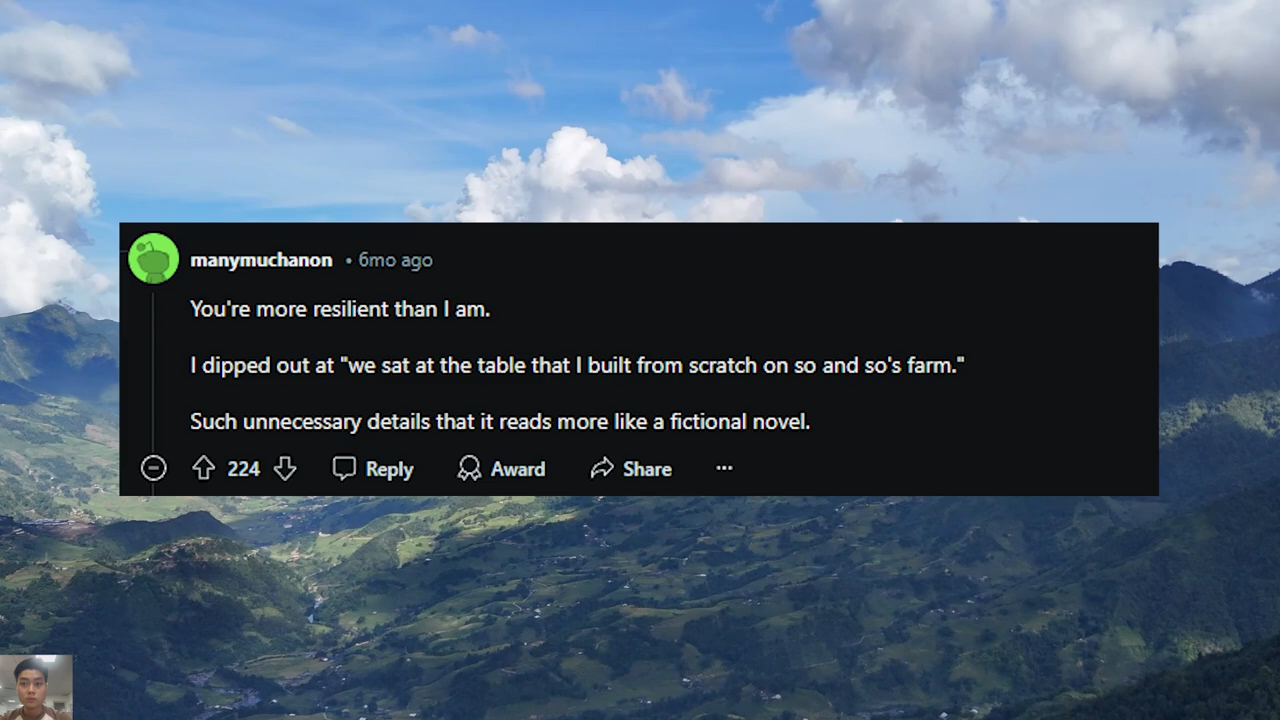 manymuchanon • 6mo ago
You're more resilient than I am.
I dipped out at "we sat at the table that I built from scratch on so and so's farm."
Such unnecessary details that it reads more like a fictional novel.
224 Reply Award Share ...